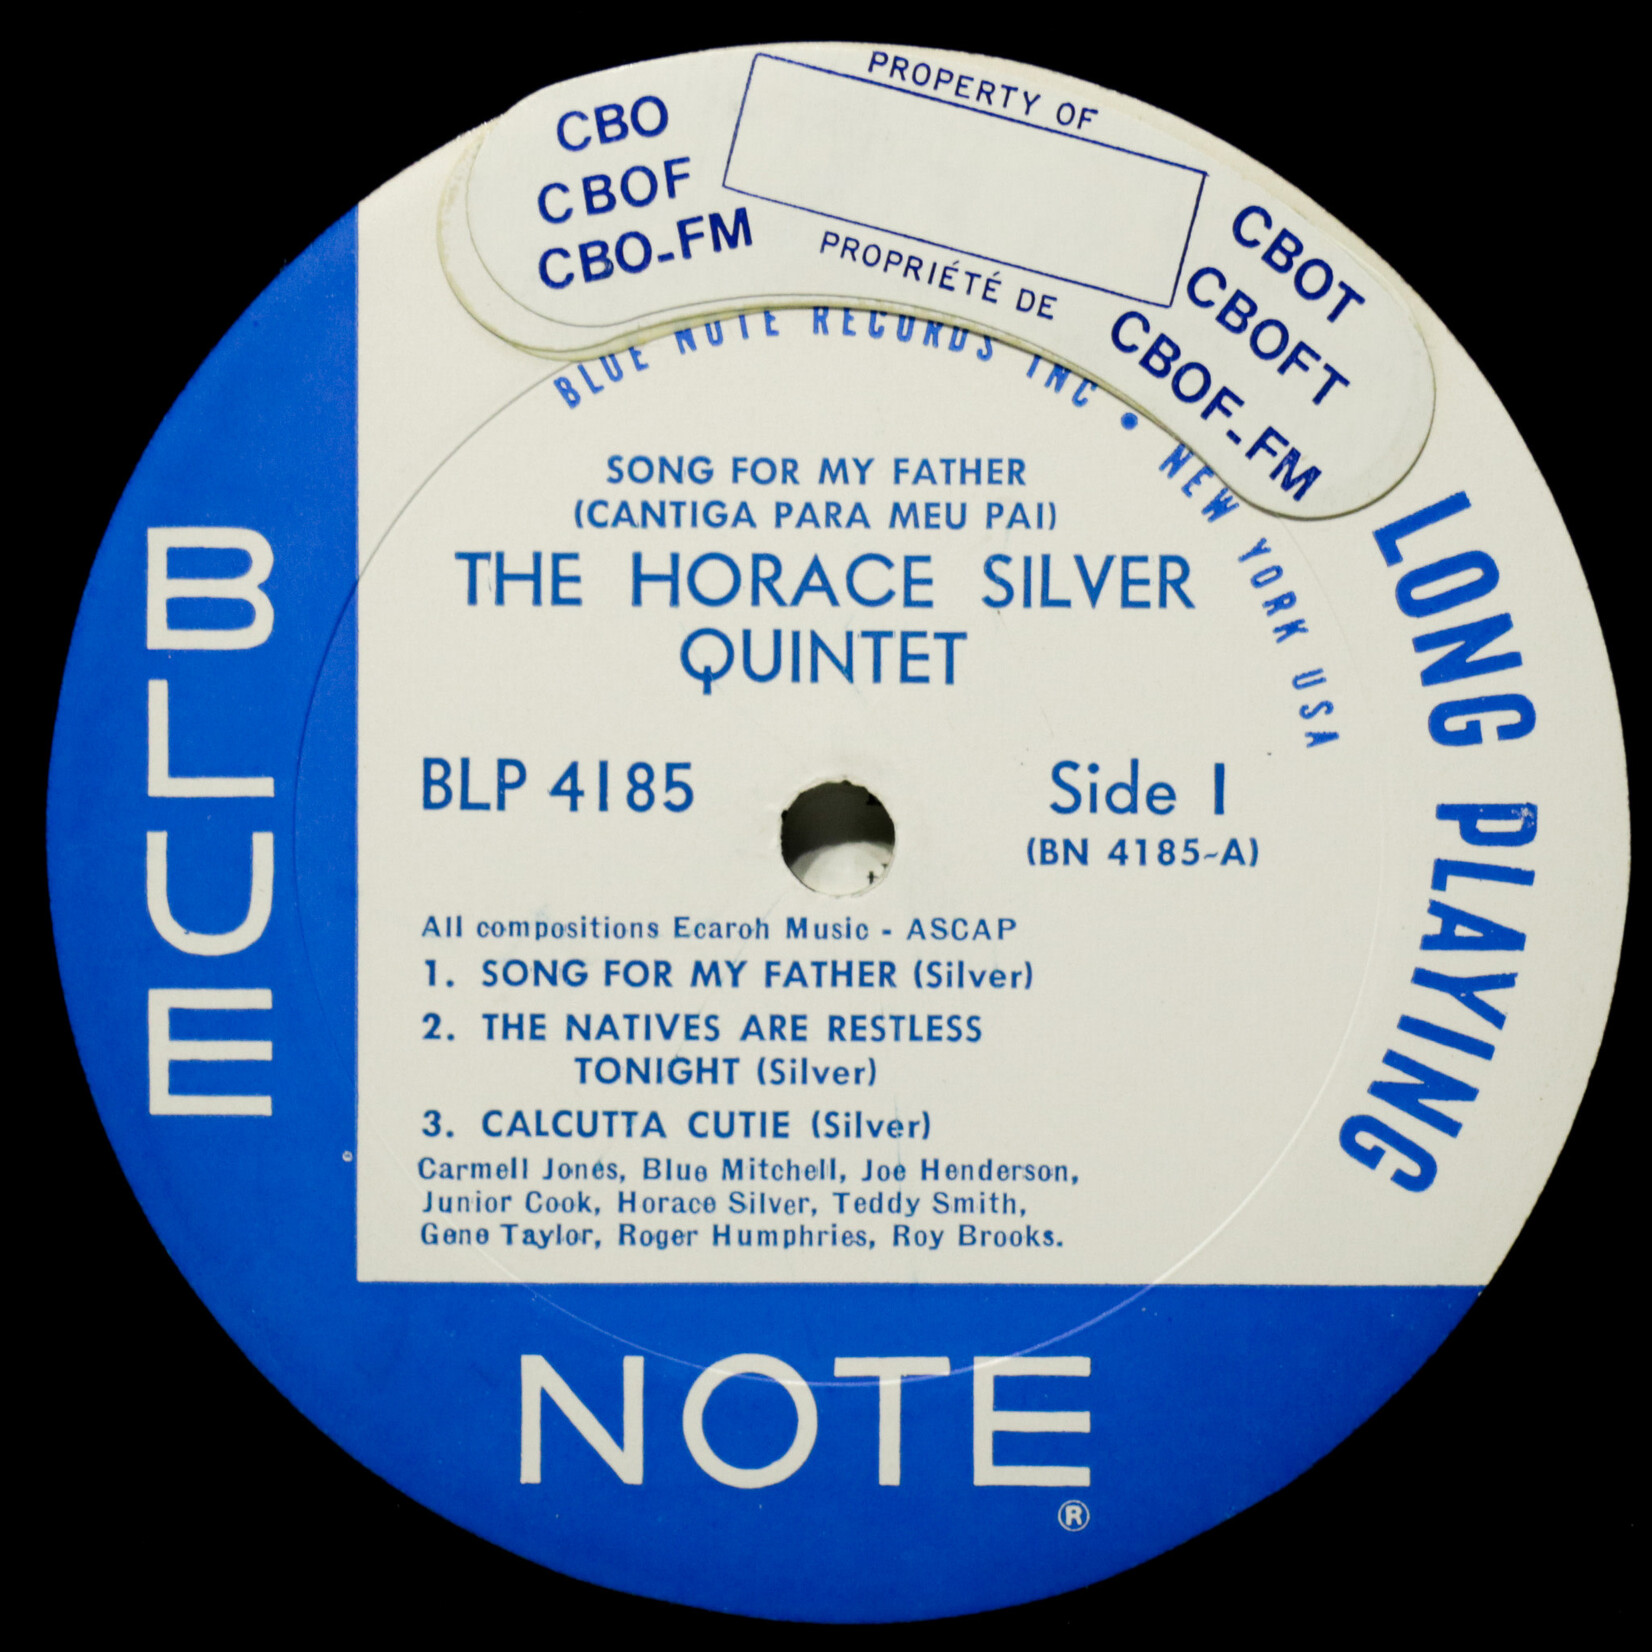 PROPERTY OF
PROPRIÉTÉ DE
CBO
CBOF
CBO-FM
CBOT
CBOFT
CBOF-FM
BLUE NOTE RECORDS INC • NEW YORK USA
LONG PLAYING
SONG FOR MY FATHER
(CANTIGA PARA MEU PAI)
THE HORACE SILVER
QUINTET
BLP 4185
Side 1
(BN 4185-A)
All compositions Ecaroh Music - ASCAP
1. SONG FOR MY FATHER (Silver)
2. THE NATIVES ARE RESTLESS
TONIGHT (Silver)
3. CALCUTTA CUTIE (Silver)
Carmell Jones, Blue Mitchell, Joe Henderson,
Junior Cook, Horace Silver, Teddy Smith,
Gene Taylor, Roger Humphries, Roy Brooks.
BLUE
NOTE
®